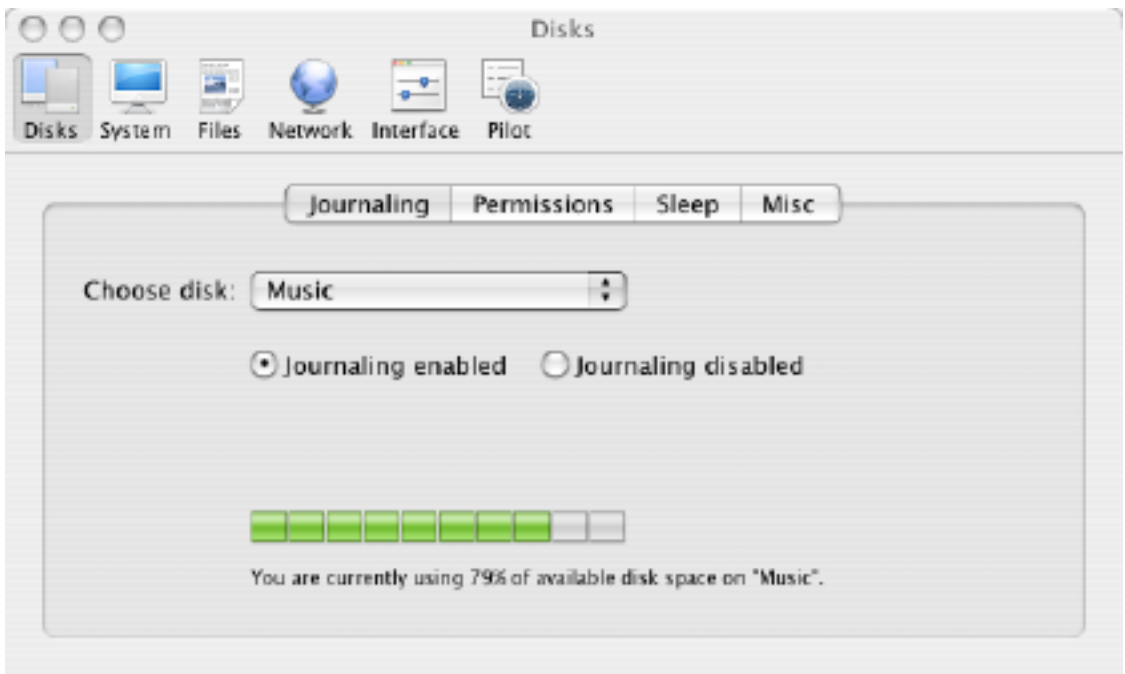 Disks
Disks System Files Network Interface Pilot
Journaling Permissions Sleep Misc
Choose disk: Music
Journaling enabled Journaling disabled
You are currently using 79% of available disk space on "Music".